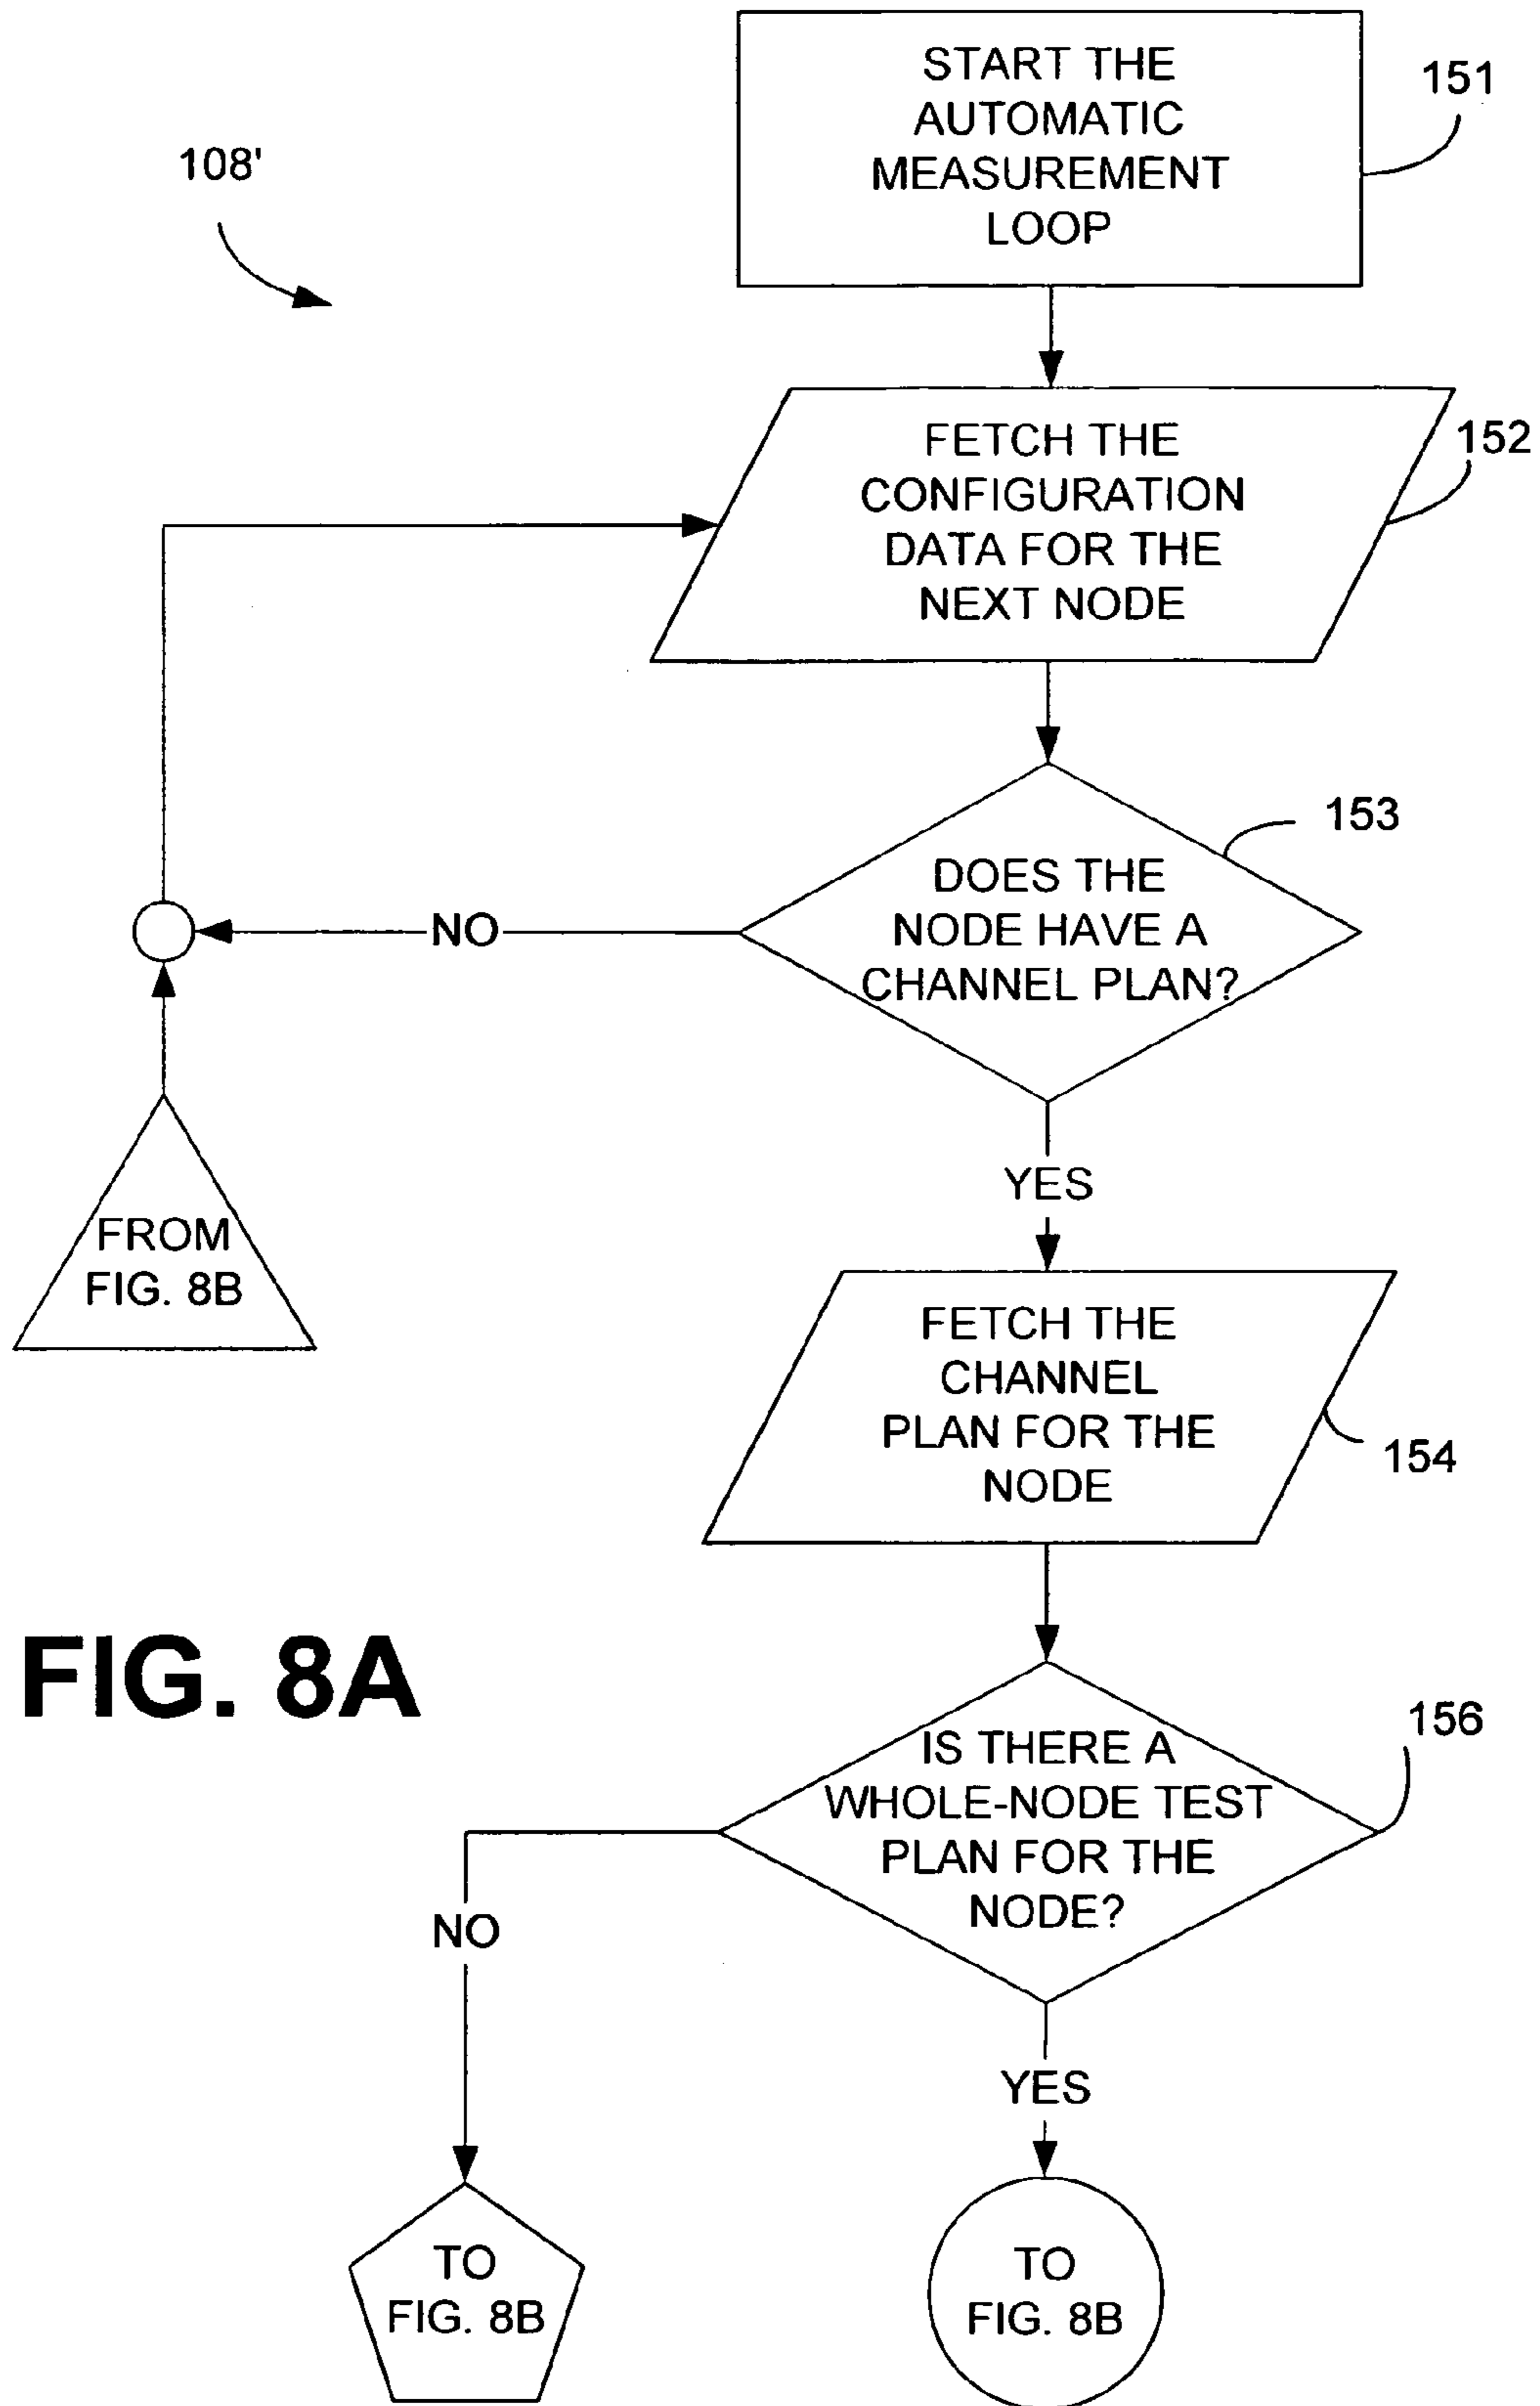 START THE
AUTOMATIC
MEASUREMENT
LOOP
151
108'
FETCH THE
CONFIGURATION
DATA FOR THE
NEXT NODE
152
153
DOES THE
NODE HAVE A
CHANNEL PLAN?
NO
YES
FROM
FIG. 8B
FETCH THE
CHANNEL
PLAN FOR THE
NODE
154
FIG. 8A
156
IS THERE A
WHOLE-NODE TEST
PLAN FOR THE
NODE?
NO
YES
TO
FIG. 8B
TO
FIG. 8B